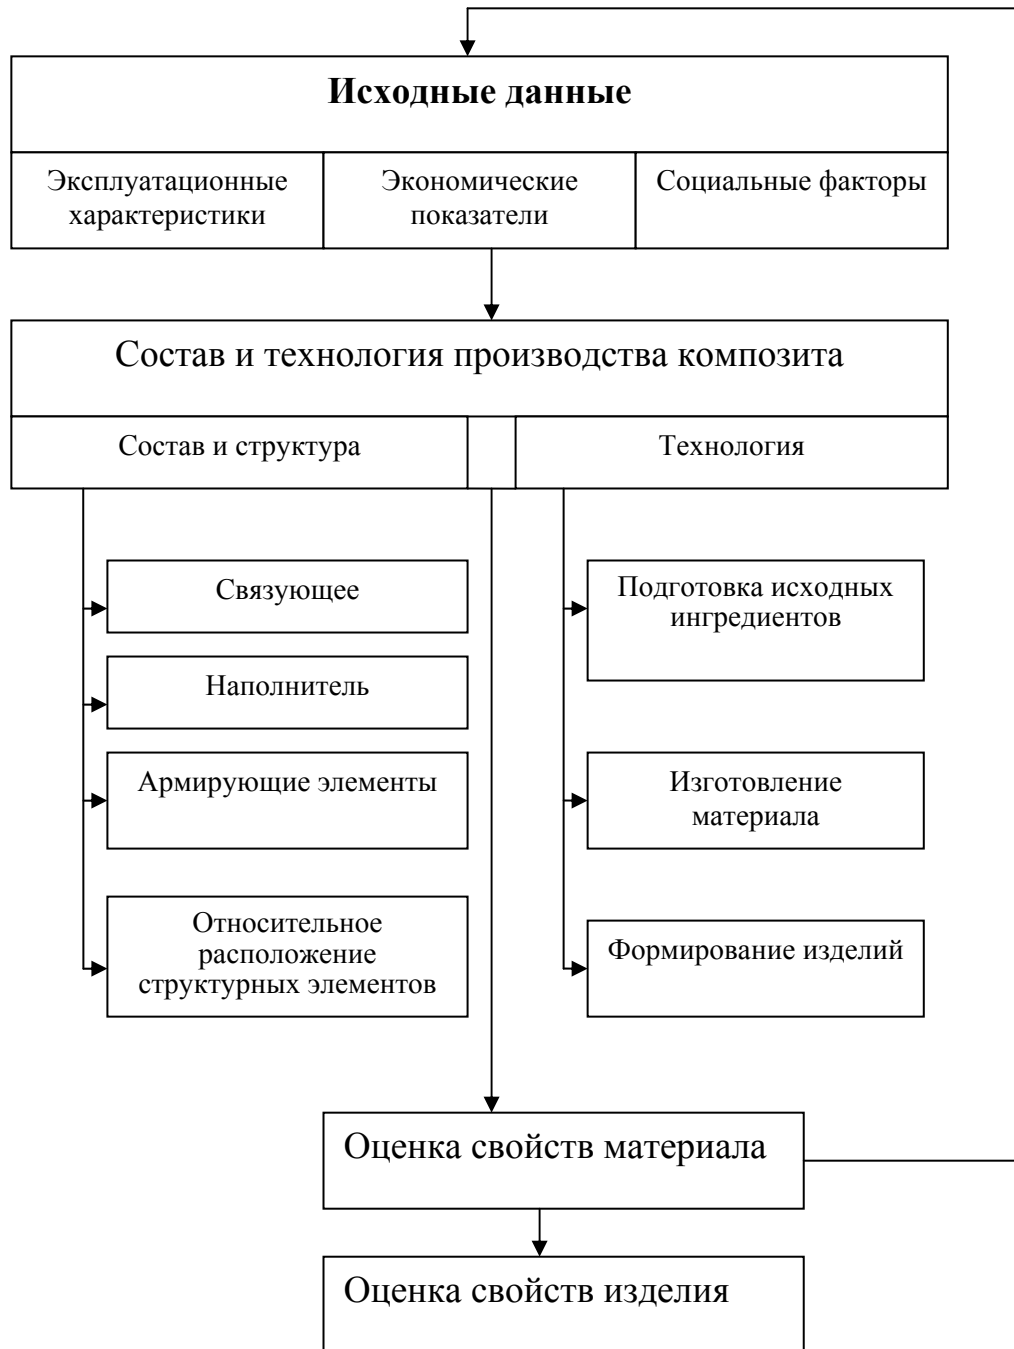 Исходные данные
Эксплуатационные
характеристики
Экономические
показатели
Социальные факторы
Состав и технология производства композита
Состав и структура
Технология
Связующее
Наполнитель
Армирующие элементы
Относительное
расположение
структурных элементов
Подготовка исходных
ингредиентов
Изготовление
материала
Формирование изделий
Оценка свойств материала
Оценка свойств изделия